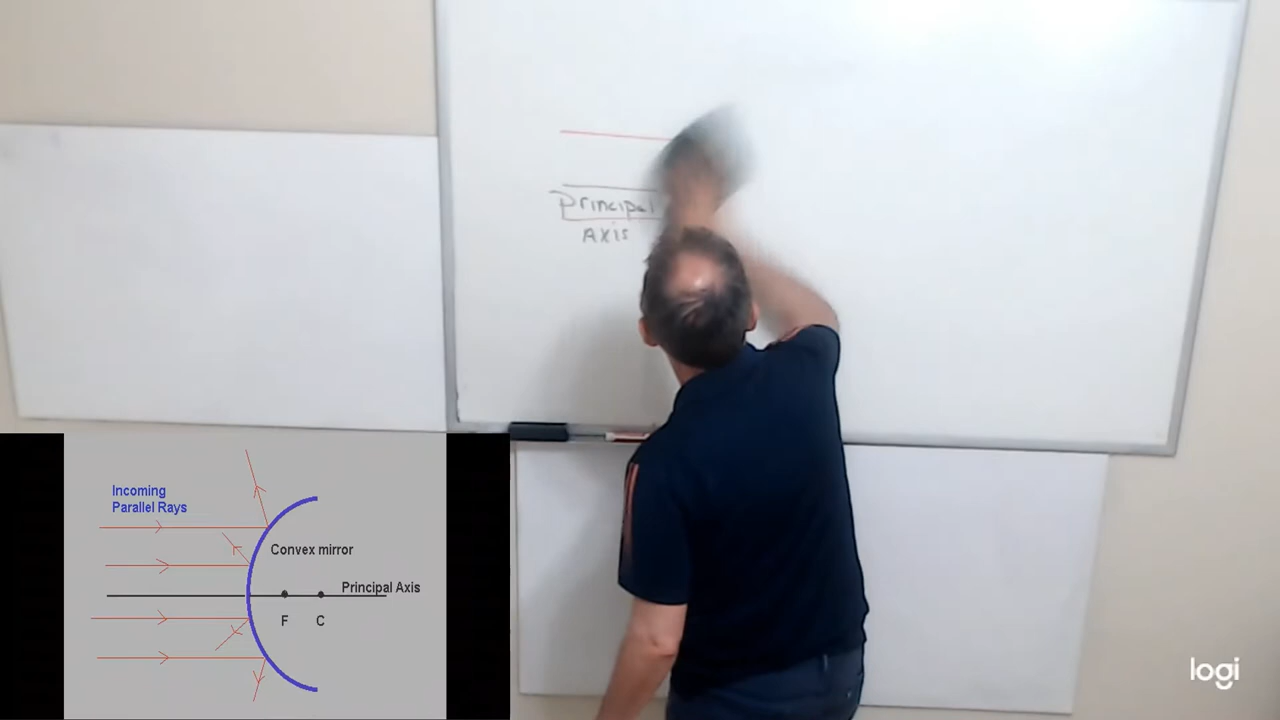 Principal
AXIS
Incoming
Parallel Rays
Convex mirror
Principal Axis
F C
logi